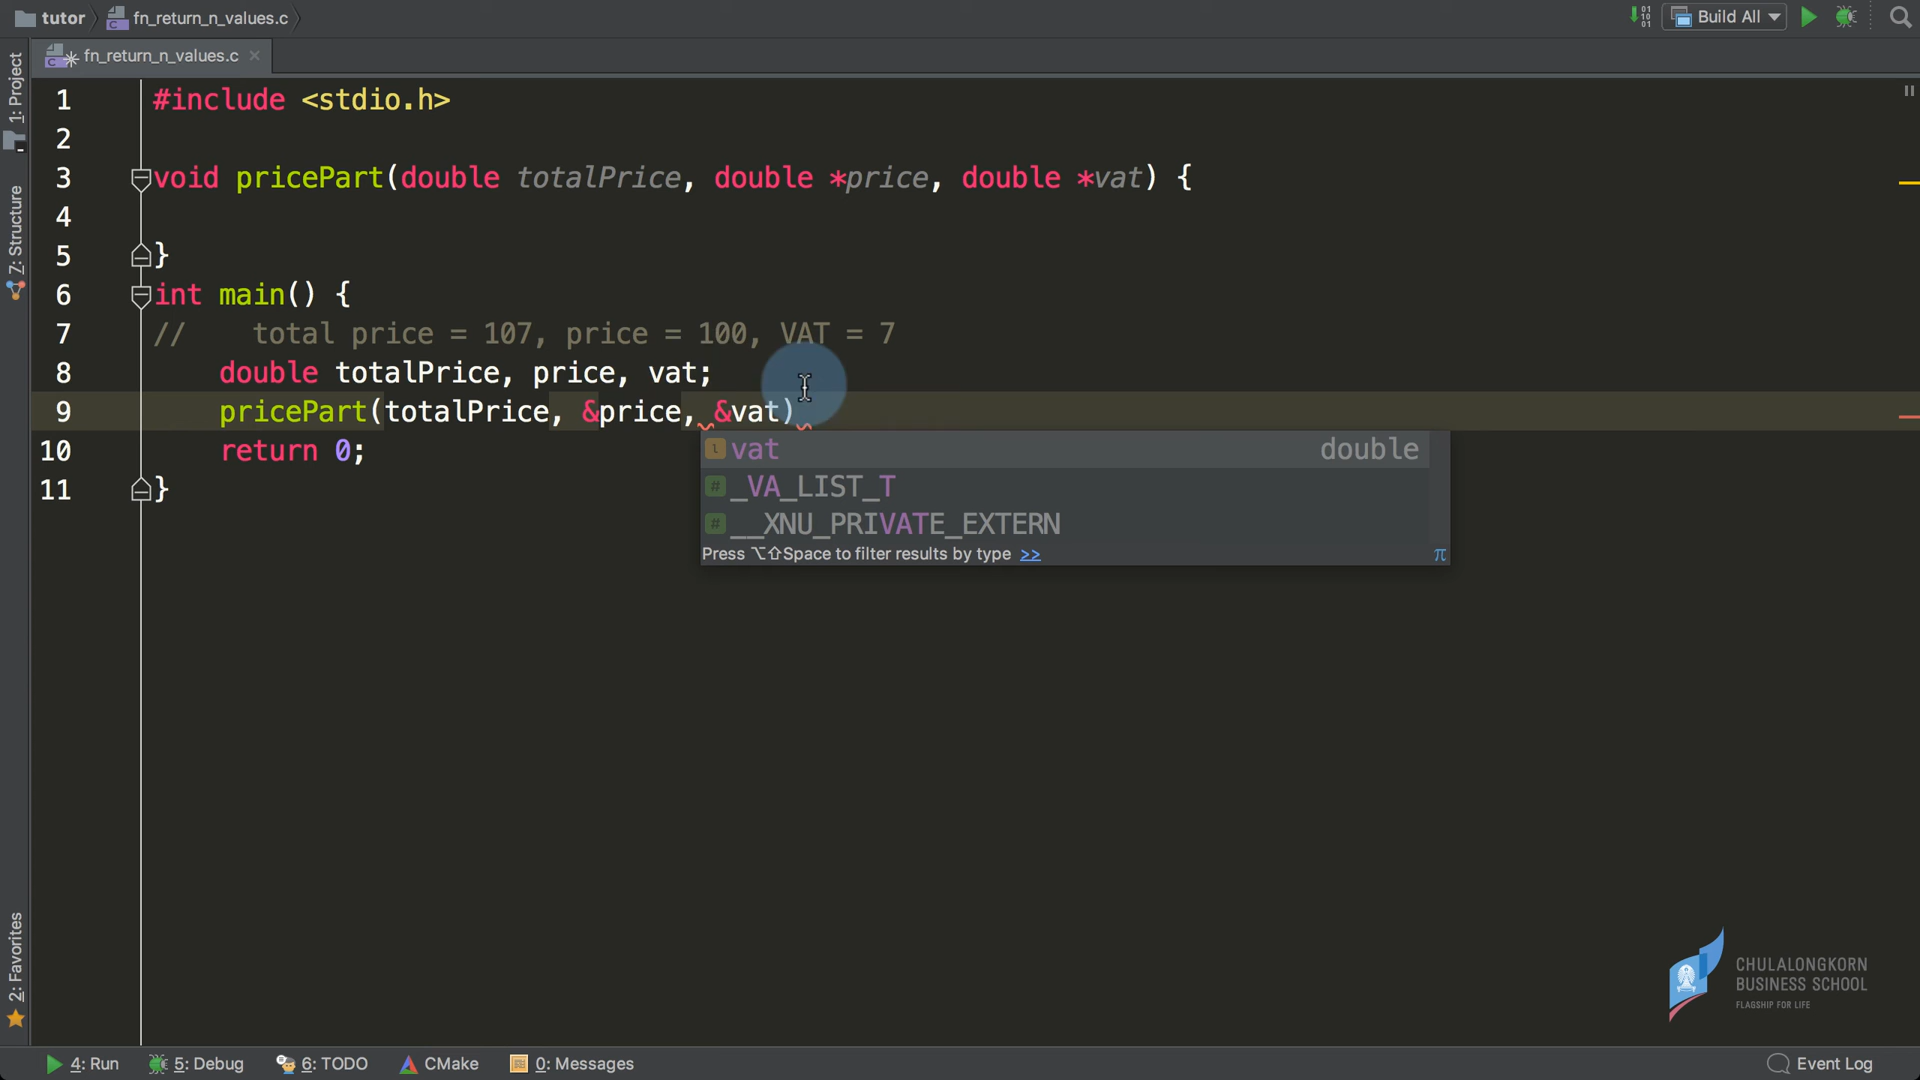 tutor fn_return_n_values.c Build All
fn_return_n_values.c
1: Project
7: Structure
2: Favorites
1 #include <stdio.h>
2
3 void pricePart(double totalPrice, double *price, double *vat) {
4
5 }
6 int main() {
7 // total price = 107, price = 100, VAT = 7
8 double totalPrice, price, vat;
9 pricePart(totalPrice, &price, &vat)
10 return 0;
11 }
vat double
_VA_LIST_T
__XNU_PRIVATE_EXTERN
Press ⌥⇧Space to filter results by type >> π
CHULALONGKORN
BUSINESS SCHOOL
FLAGSHIP FOR LIFE
4: Run 5: Debug 6: TODO CMake 0: Messages Event Log